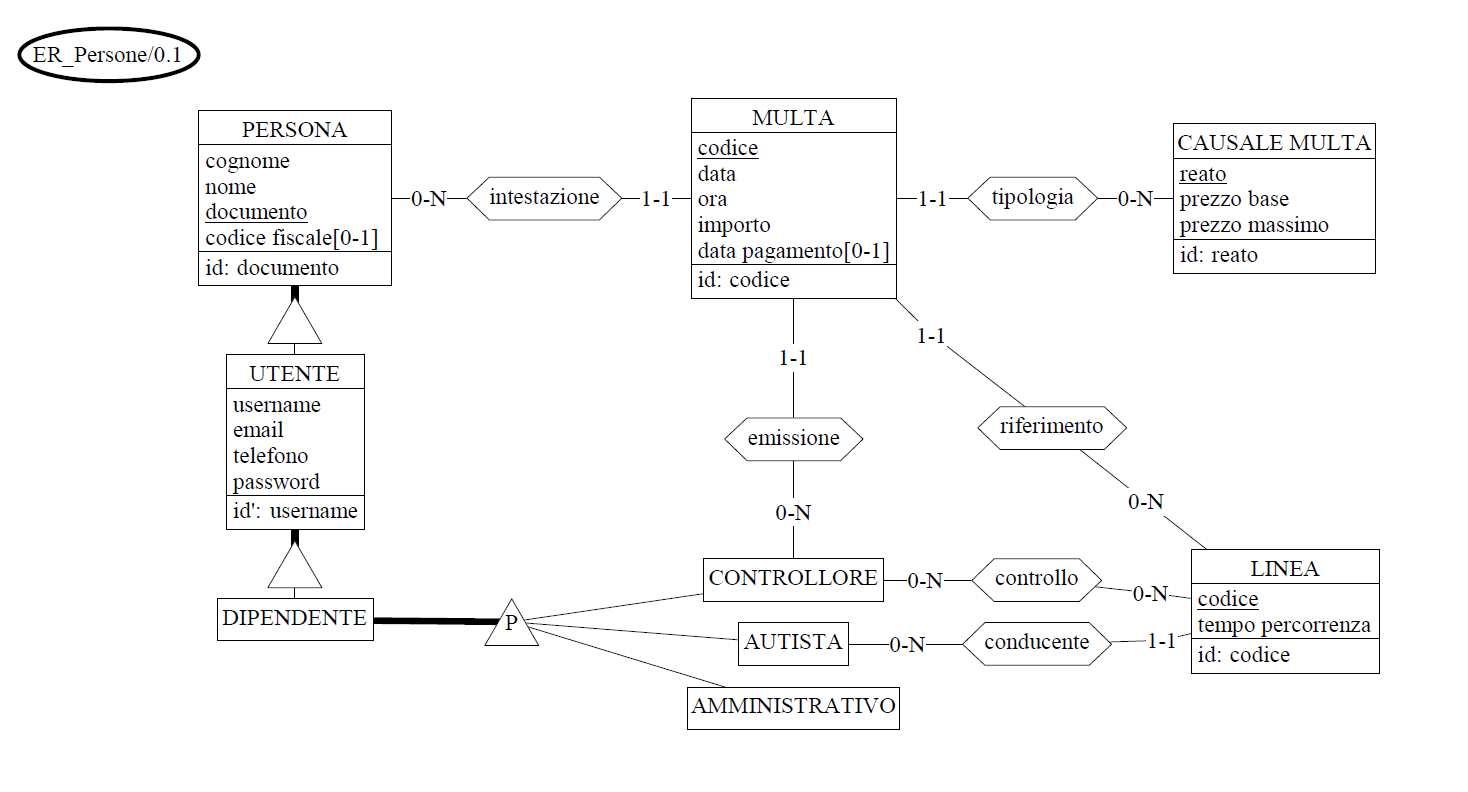 ER_Persone/0.1
PERSONA
cognome
nome
documento
codice fiscale[0-1]
id: documento
0-N
intestazione
1-1
MULTA
codice
data
ora
importo
data pagamento[0-1]
id: codice
1-1
tipologia
0-N
CAUSALE MULTA
reato
prezzo base
prezzo massimo
id: reato
UTENTE
username
email
telefono
password
id': username
1-1
emissione
0-N
1-1
riferimento
0-N
DIPENDENTE
P
CONTROLLORE
0-N
controllo
0-N
AUTISTA
0-N
conducente
1-1
AMMINISTRATIVO
LINEA
codice
tempo percorrenza
id: codice